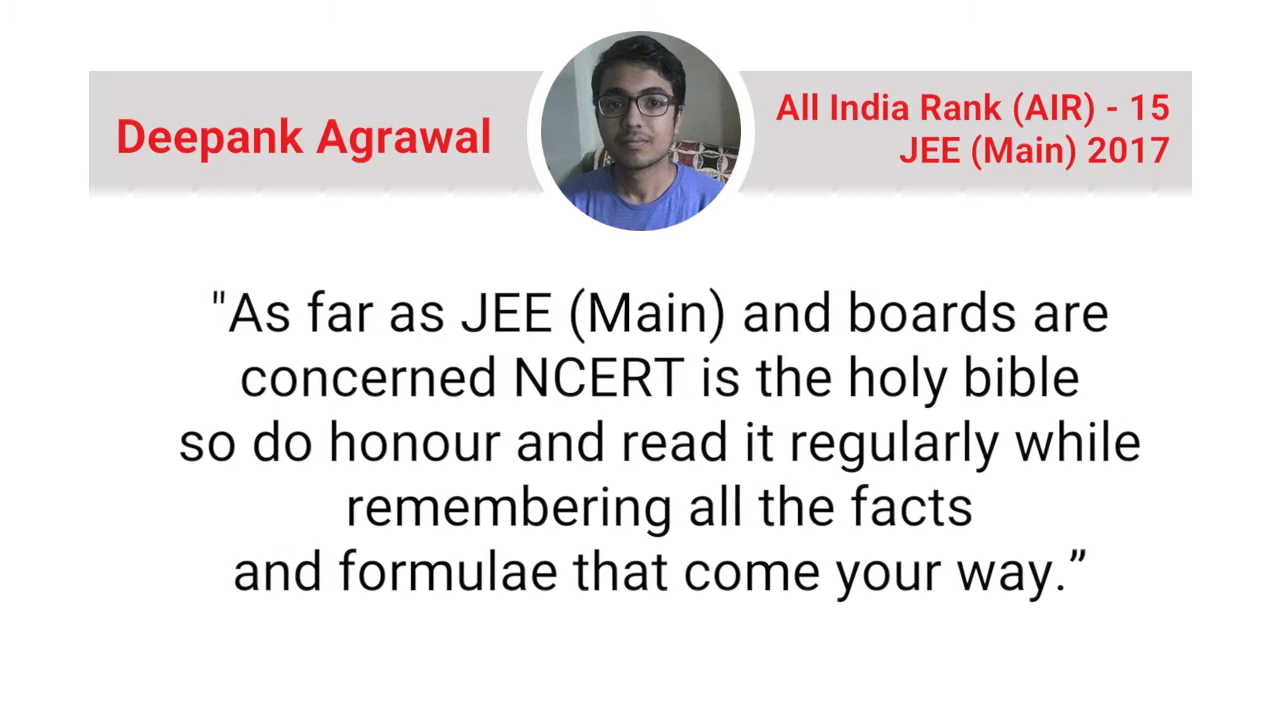 Deepank Agrawal
All India Rank (AIR) - 15
JEE (Main) 2017
"As far as JEE (Main) and boards are
concerned NCERT is the holy bible
so do honour and read it regularly while
remembering all the facts
and formulae that come your way.”